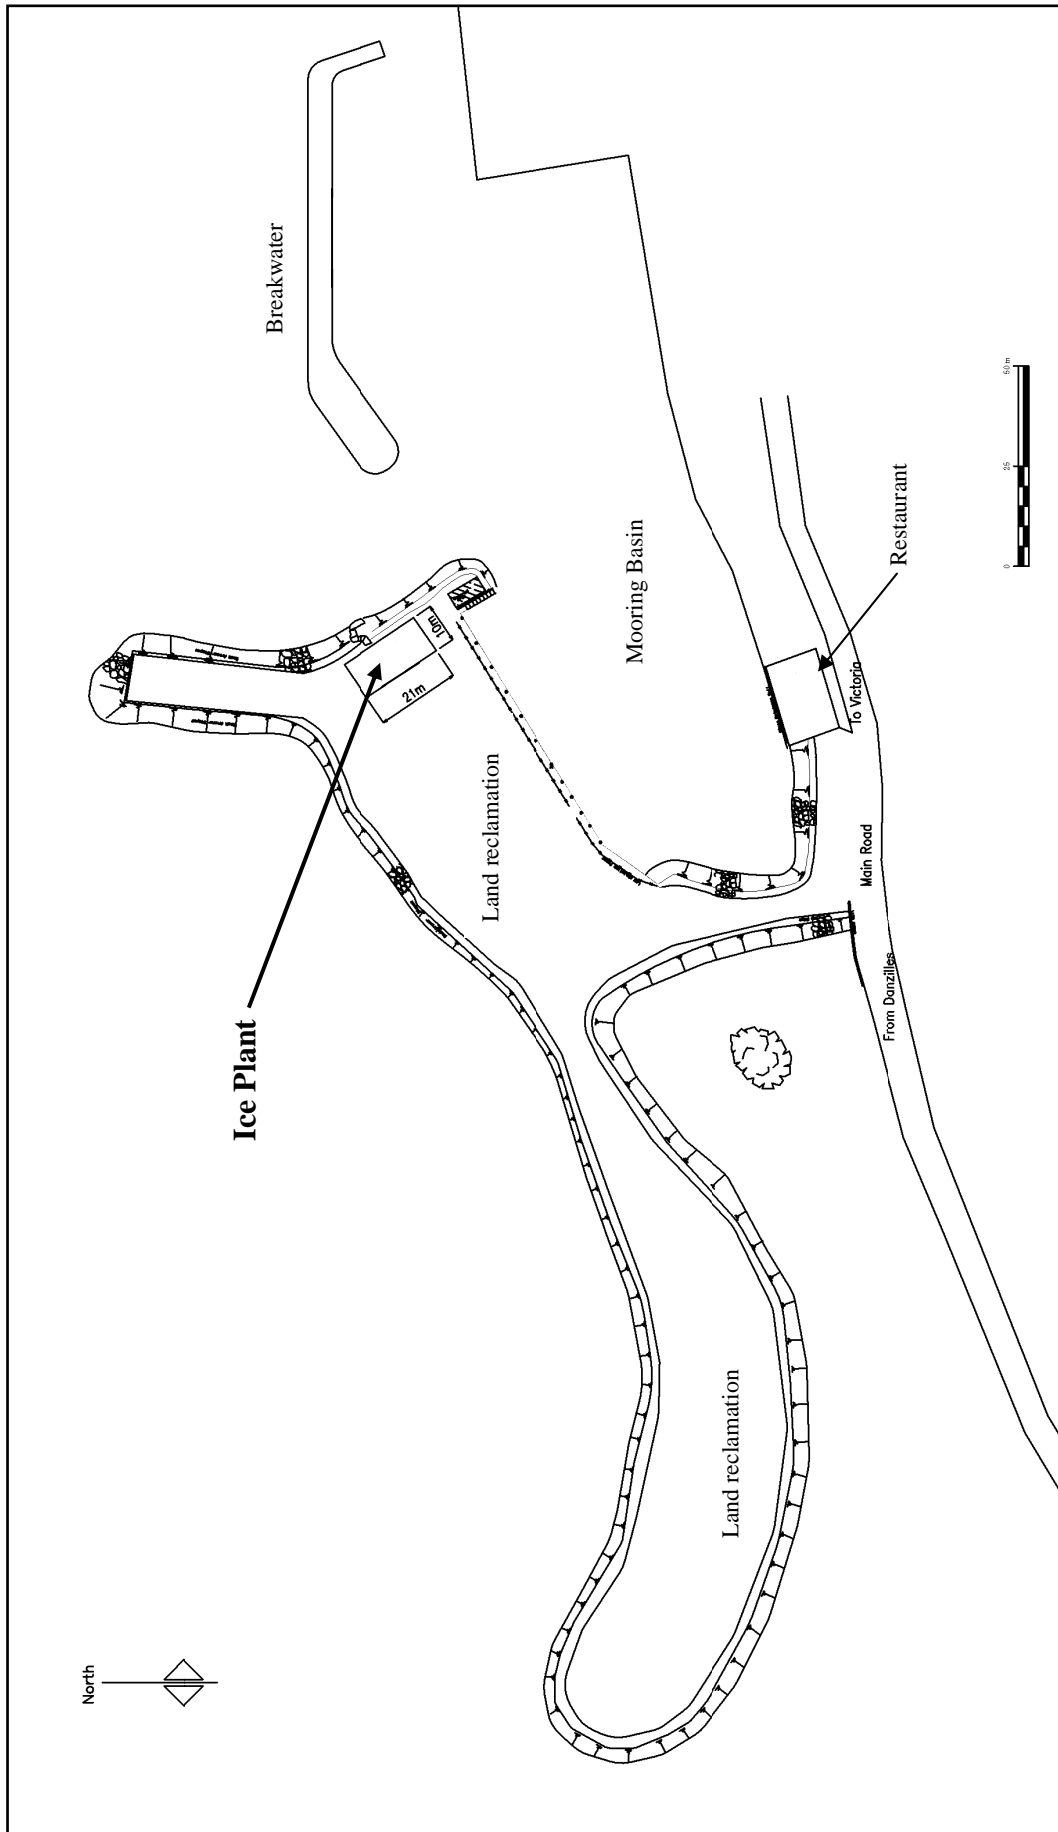 North
Ice Plant
Breakwater
21m
10m
Land reclamation
Mooring Basin
Land reclamation
Restaurant
From Danzilles
Main Road
To Victoria
0
25
50m